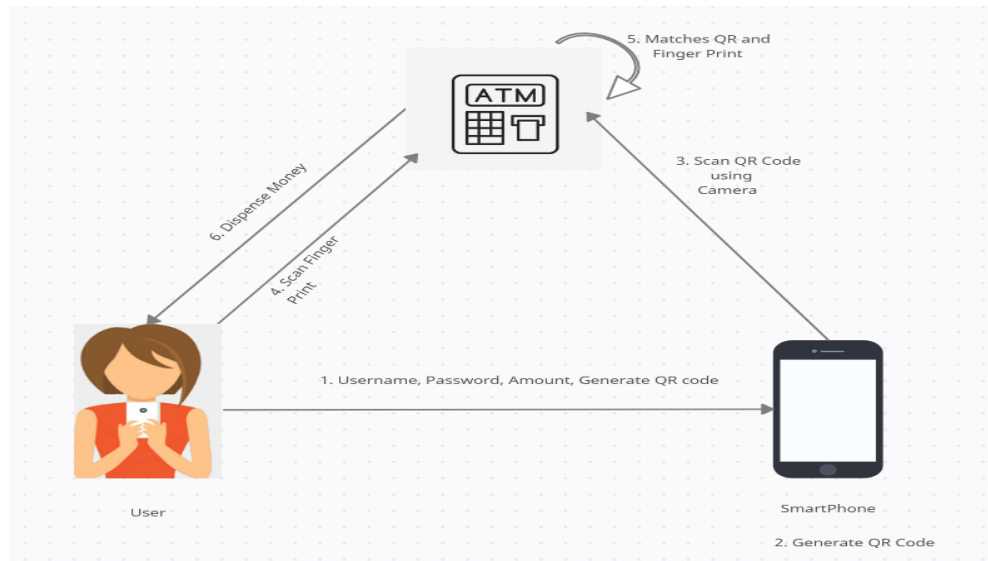 5. Matches QR and
Finger Print
ATM
3. Scan QR Code
using
Camera
6. Dispense Money
4. Scan Finger
Print
1. Username, Password, Amount, Generate QR code
User
SmartPhone
2. Generate QR Code